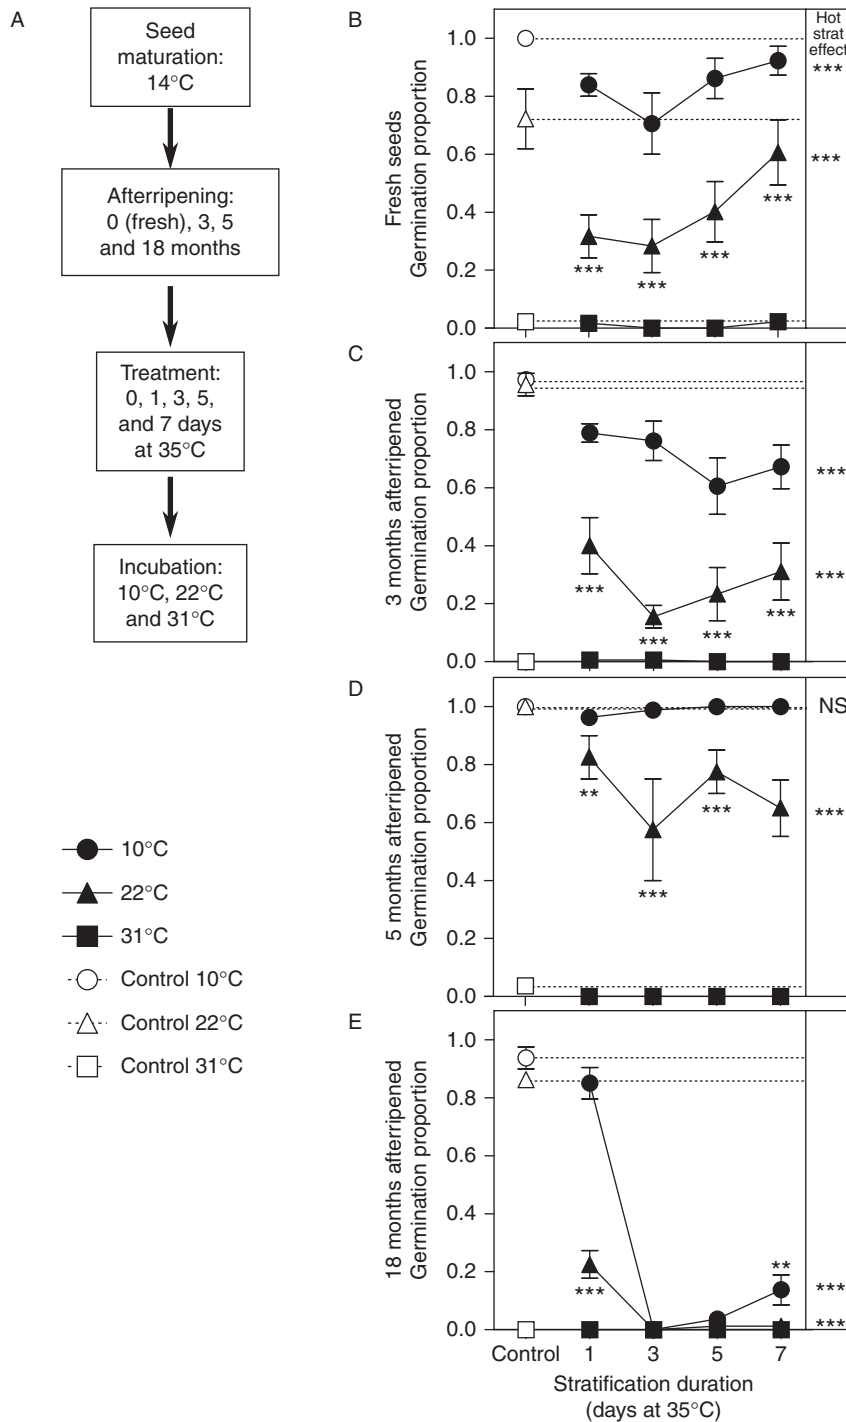 A
Seed
maturation:
14°C
Afterripening:
0 (fresh), 3, 5
and 18 months
Treatment:
0, 1, 3, 5,
and 7 days
at 35°C
Incubation:
10°C, 22°C
and 31°C
10°C
22°C
31°C
Control 10°C
Control 22°C
Control 31°C
B
Fresh seeds
Germination proportion
1.0
0.8
0.6
0.4
0.2
0.0
Hot
strat
effect
***
***
***
***
***
***
C
3 months afterripened
Germination proportion
1.0
0.8
0.6
0.4
0.2
0.0
***
***
***
***
***
***
D
5 months afterripened
Germination proportion
1.0
0.8
0.6
0.4
0.2
0.0
NS
**
***
***
***
E
18 months afterripened
Germination proportion
1.0
0.8
0.6
0.4
0.2
0.0
***
**
***
***
Control 1 3 5 7
Stratification duration
(days at 35°C)